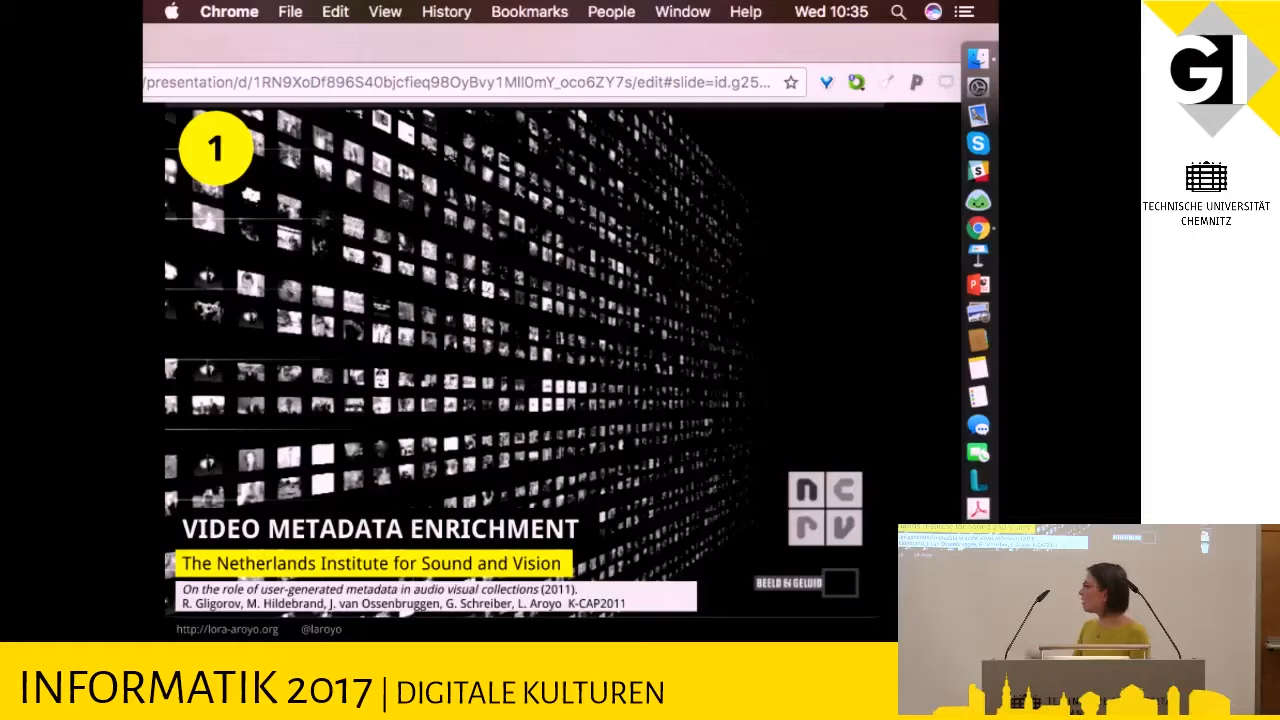 Chrome File Edit View History Bookmarks People Window Help Wed 10:35
/presentation/d/1RN9XoDf896S40bjcfieq98OyBvy1Mll0mY_oco6ZY7s/edit#slide=id.g25...
1
GI
TECHNISCHE UNIVERSITÄT
CHEMNITZ
n c
r v
VIDEO METADATA ENRICHMENT
The Netherlands Institute for Sound and Vision
BEELD EN GELUID
On the role of user-generated metadata in audio visual collections (2011).
R. Gligorov, M. Hildebrand, J. van Ossenbruggen, G. Schreiber, L. Aroyo K-CAP2011
http://lora-aroyo.org @laroyo
INFORMATIK 2017 | DIGITALE KULTUREN